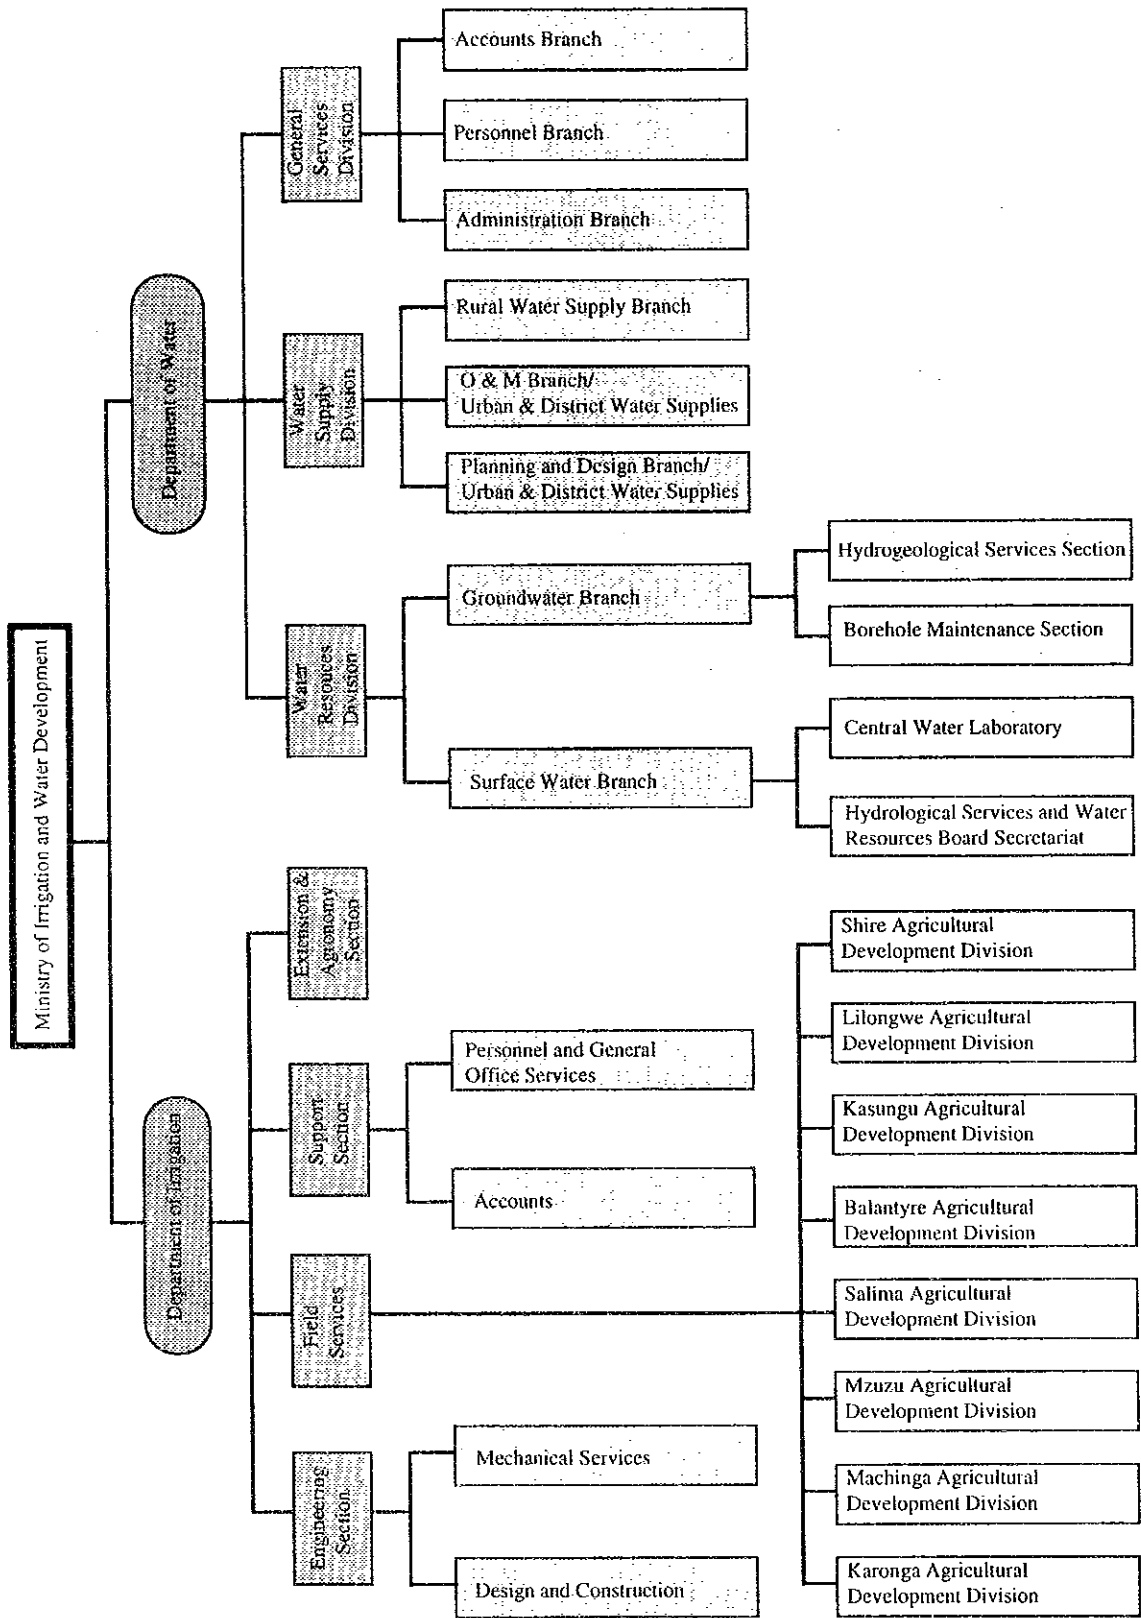 Ministry of Irrigation and Water Development
Department of Water
General
Services
Division
Accounts Branch
Personnel Branch
Administration Branch
Water
Supply
Division
Rural Water Supply Branch
O & M Branch/
Urban & District Water Supplies
Planning and Design Branch/
Urban & District Water Supplies
Water
Resouces
Division
Groundwater Branch
Hydrogeological Services Section
Borehole Maintenance Section
Surface Water Branch
Central Water Laboratory
Hydrological Services and Water
Resources Board Secretariat
Department of Irrigation
Extension &
Agronomy
Section
Support
Section
Personnel and General
Office Services
Accounts
Field
Services
Shire Agricultural
Development Division
Lilongwe Agricultural
Development Division
Kasungu Agricultural
Development Division
Balantyre Agricultural
Development Division
Salima Agricultural
Development Division
Mzuzu Agricultural
Development Division
Machinga Agricultural
Development Division
Karonga Agricultural
Development Division
Engineering
Section
Mechanical Services
Design and Construction